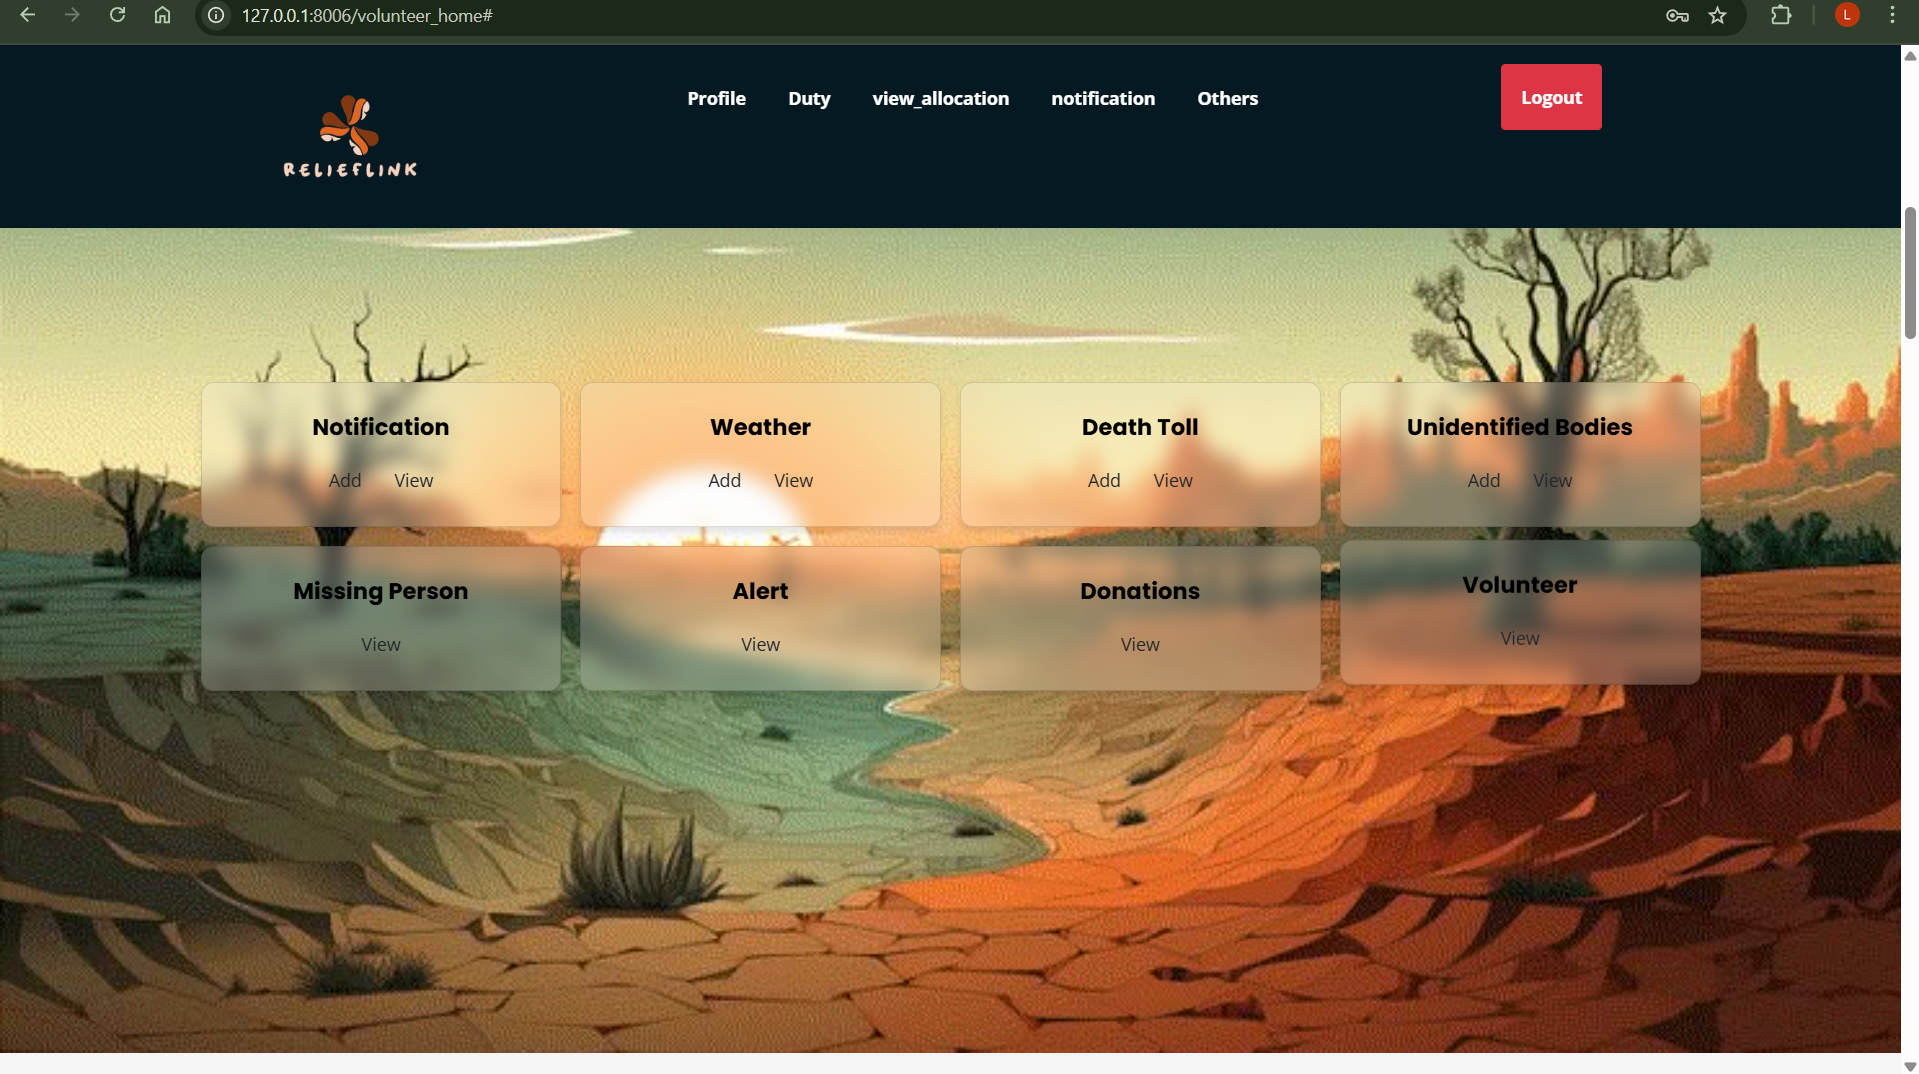 127.0.0.1:8006/volunteer_home#
L
Profile Duty view_allocation notification Others
Logout
RELIEFLINK
Notification Weather Death Toll Unidentified Bodies
Add View Add View Add View Add View
Missing Person Alert Donations Volunteer
View View View View